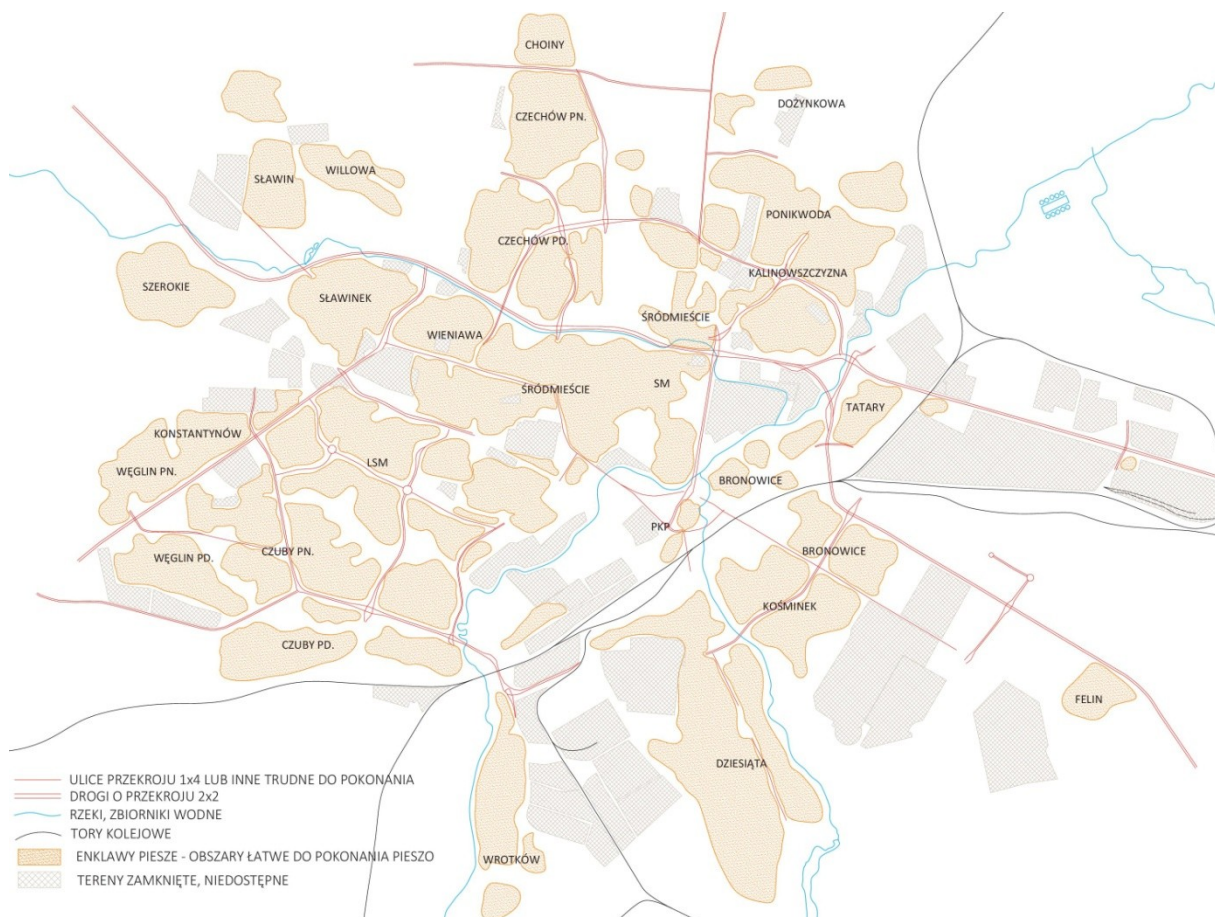 CHOINY
DOŻYNKOWA
CZECHÓW PN.
WILLOWA
SŁAWIN
PONIKWODA
CZECHÓW PD.
KALINOWSZCZYZNA
SZEROKIE
SŁAWINEK
ŚRÓDMIEŚCIE
WIENIAWA
ŚRÓDMIEŚCIE
SM
TATARY
KONSTANTYNÓW
LSM
WĘGLIN PN.
BRONOWICE
PKP
CZUBY PN.
BRONOWICE
WĘGLIN PD.
KOŚMINEK
CZUBY PD.
FELIN
DZIESIĄTA
WROTKÓW
ULICE PRZEKROJU 1x4 LUB INNE TRUDNE DO POKONANIA
DROGI O PRZEKROJU 2x2
RZEKI, ZBIORNIKI WODNE
TORY KOLEJOWE
ENKLAWY PIESZE - OBSZARY ŁATWE DO POKONANIA PIESZO
TERENY ZAMKNIĘTE, NIEDOSTĘPNE